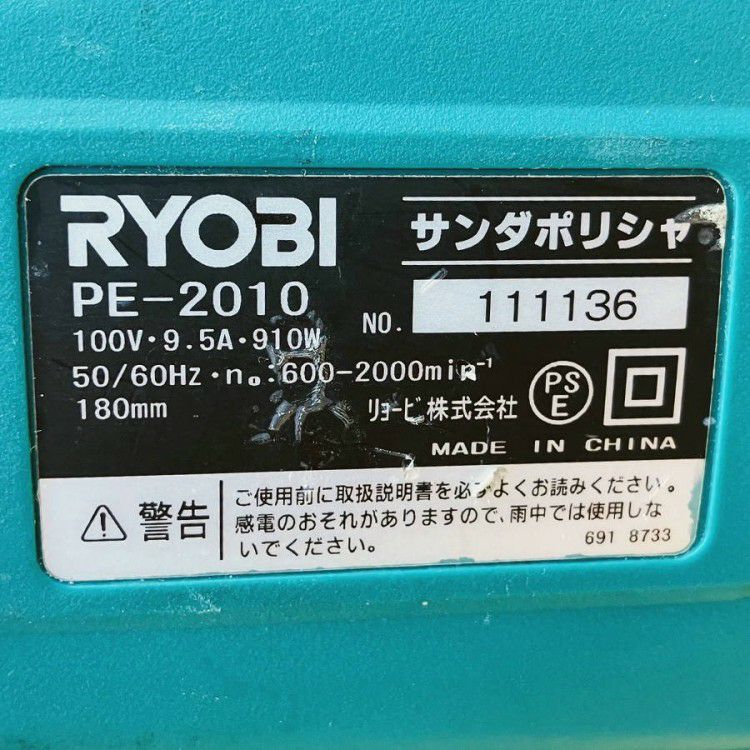 RYOBI
サンダポリシャ
PE-2010
NO. 111136
100V・9.5A・910W
50/60Hz・n₀:600-2000min⁻¹
180mm
リョービ株式会社
PS
E
MADE IN CHINA
警告
ご使用前に取扱説明書を必ずよくお読みください。
感電のおそれがありますので、雨中では使用しな
いでください。
691 8733